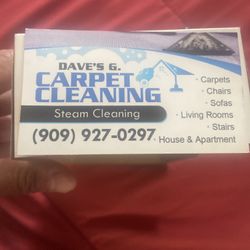 DAVE'S G.
CARPET
CLEANING
Steam Cleaning
(909) 927-0297
· Carpets
· Chairs
· Sofas
· Living Rooms
· Stairs
· House & Apartment